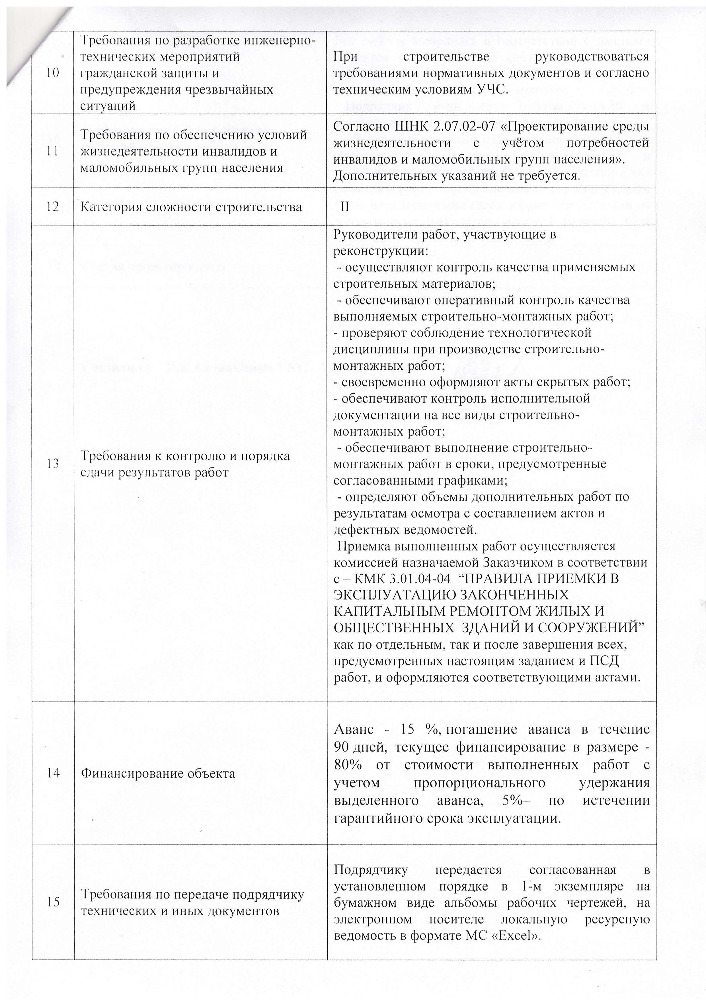 10
Требования по разработке инженерно-
технических мероприятий
гражданской защиты и
предупреждения чрезвычайных
ситуаций
При строительстве руководствоваться
требованиями нормативных документов и согласно
техническим условиям УЧС.
11
Требования по обеспечению условий
жизнедеятельности инвалидов и
маломобильных групп населения
Согласно ШНК 2.07.02-07 «Проектирование среды
жизнедеятельности с учётом потребностей
инвалидов и маломобильных групп населения».
Дополнительных указаний не требуется.
12
Категория сложности строительства
II
13
Требования к контролю и порядка
сдачи результатов работ
Руководители работ, участвующие в
реконструкции:
- осуществляют контроль качества применяемых
строительных материалов;
- обеспечивают оперативный контроль качества
выполняемых строительно-монтажных работ;
- проверяют соблюдение технологической
дисциплины при производстве строительно-
монтажных работ;
- своевременно оформляют акты скрытых работ;
- обеспечивают контроль исполнительной
документации на все виды строительно-
монтажных работ;
- обеспечивают выполнение строительно-
монтажных работ в сроки, предусмотренные
согласованными графиками;
- определяют объемы дополнительных работ по
результатам осмотра с составлением актов и
дефектных ведомостей.
Приемка выполненных работ осуществляется
комиссией назначаемой Заказчиком в соответствии
с – КМК 3.01.04-04 “ПРАВИЛА ПРИЕМКИ В
ЭКСПЛУАТАЦИЮ ЗАКОНЧЕННЫХ
КАПИТАЛЬНЫМ РЕМОНТОМ ЖИЛЫХ И
ОБЩЕСТВЕННЫХ ЗДАНИЙ И СООРУЖЕНИЙ”
как по отдельным, так и после завершения всех,
предусмотренных настоящим заданием и ПСД
работ, и оформляются соответствующими актами.
14
Финансирование объекта
Аванс - 15 %, погашение аванса в течение
90 дней, текущее финансирование в размере -
80% от стоимости выполненных работ с
учетом пропорционального удержания
выделенного аванса, 5%– по истечении
гарантийного срока эксплуатации.
15
Требования по передаче подрядчику
технических и иных документов
Подрядчику передается согласованная в
установленном порядке в 1-м экземпляре на
бумажном виде альбомы рабочих чертежей, на
электронном носителе локальную ресурсную
ведомость в формате МС «Excel».